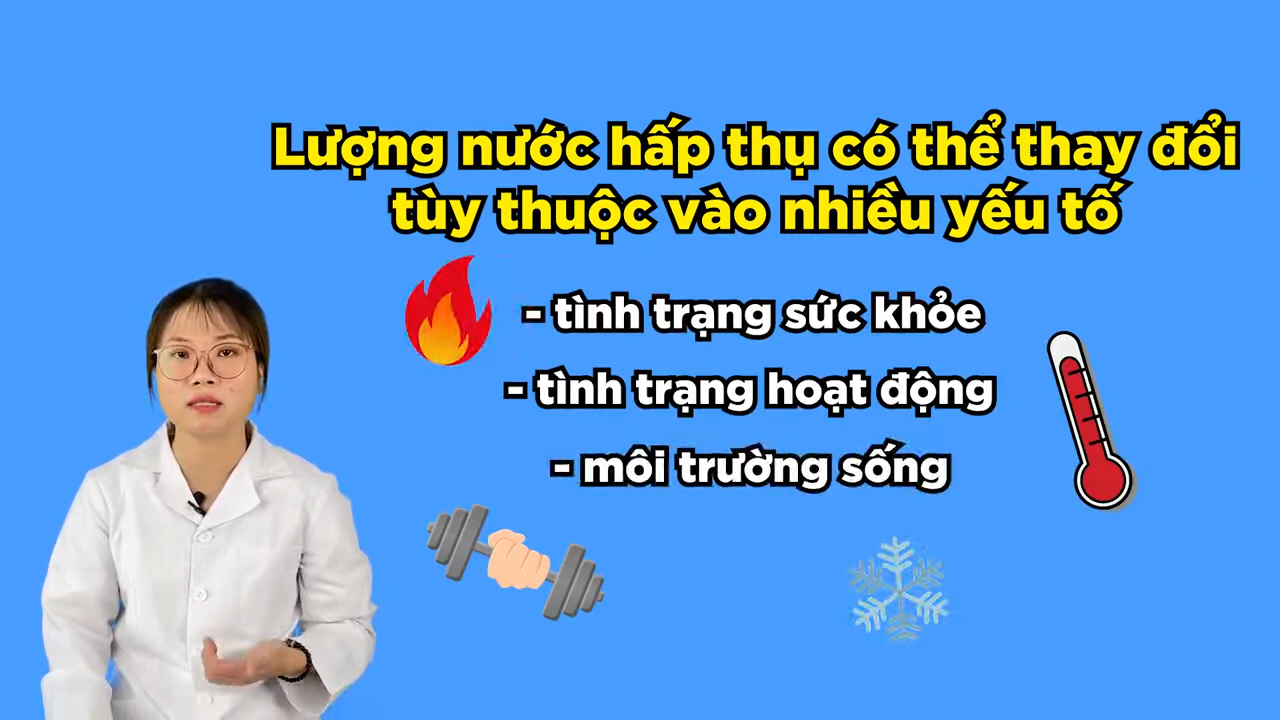 Lượng nước hấp thụ có thể thay đổi
tùy thuộc vào nhiều yếu tố
- tình trạng sức khỏe
- tình trạng hoạt động
- môi trường sống